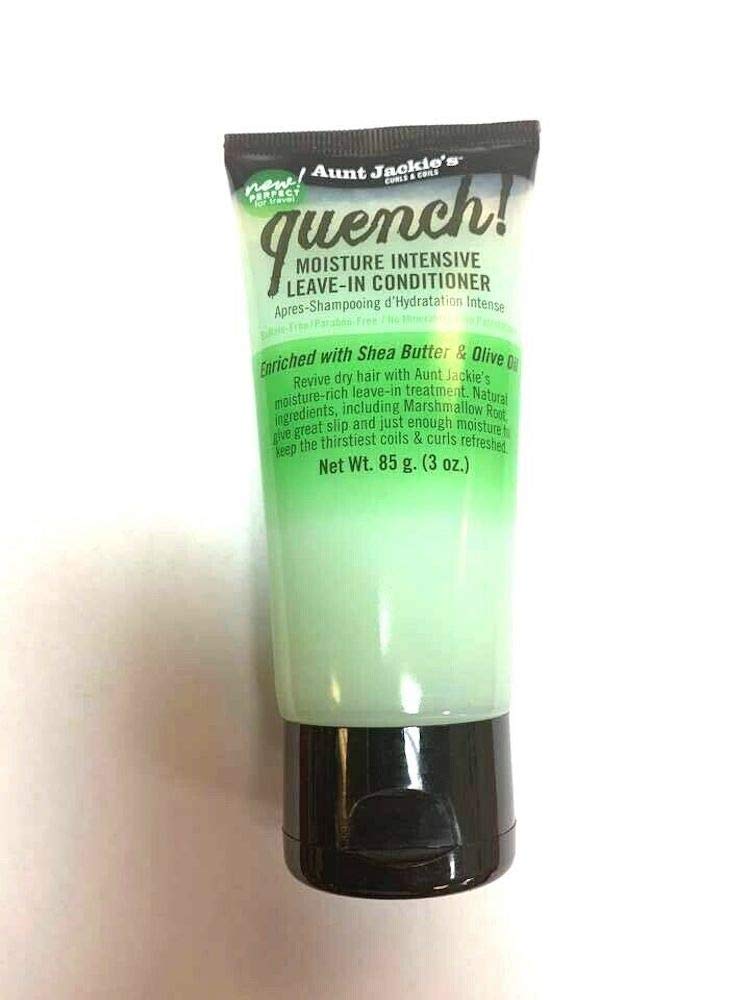 Aunt Jackie's
CURLS & COILS
new!
PERFECT
for travel
quench!
MOISTURE INTENSIVE
LEAVE-IN CONDITIONER
Apres-Shampooing d'Hydratation Intense
Sulfate-Free / Paraben-Free / No Mineral
Enriched with Shea Butter & Olive Oil
Revive dry hair with Aunt Jackie's
moisture-rich leave-in treatment. Natural
ingredients, including Marshmallow Root,
give great slip and just enough moisture to
keep the thirstiest coils & curls refreshed.
Net Wt. 85 g. (3 oz.)